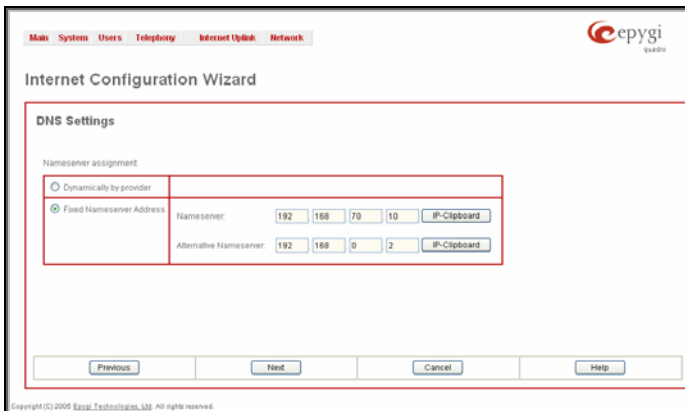 Main System Users Telephony Internet Uplink Network
epygi
quadro
Internet Configuration Wizard
DNS Settings
Nameserver assignment
Dynamically by provider
Fixed Nameserver Address
Nameserver: 192 168 70 10 IP-Clipboard
Alternative Nameserver: 192 168 0 2 IP-Clipboard
Previous Next Cancel Help
Copyright (C) 2005 Epygi Technologies, Ltd. All rights reserved.